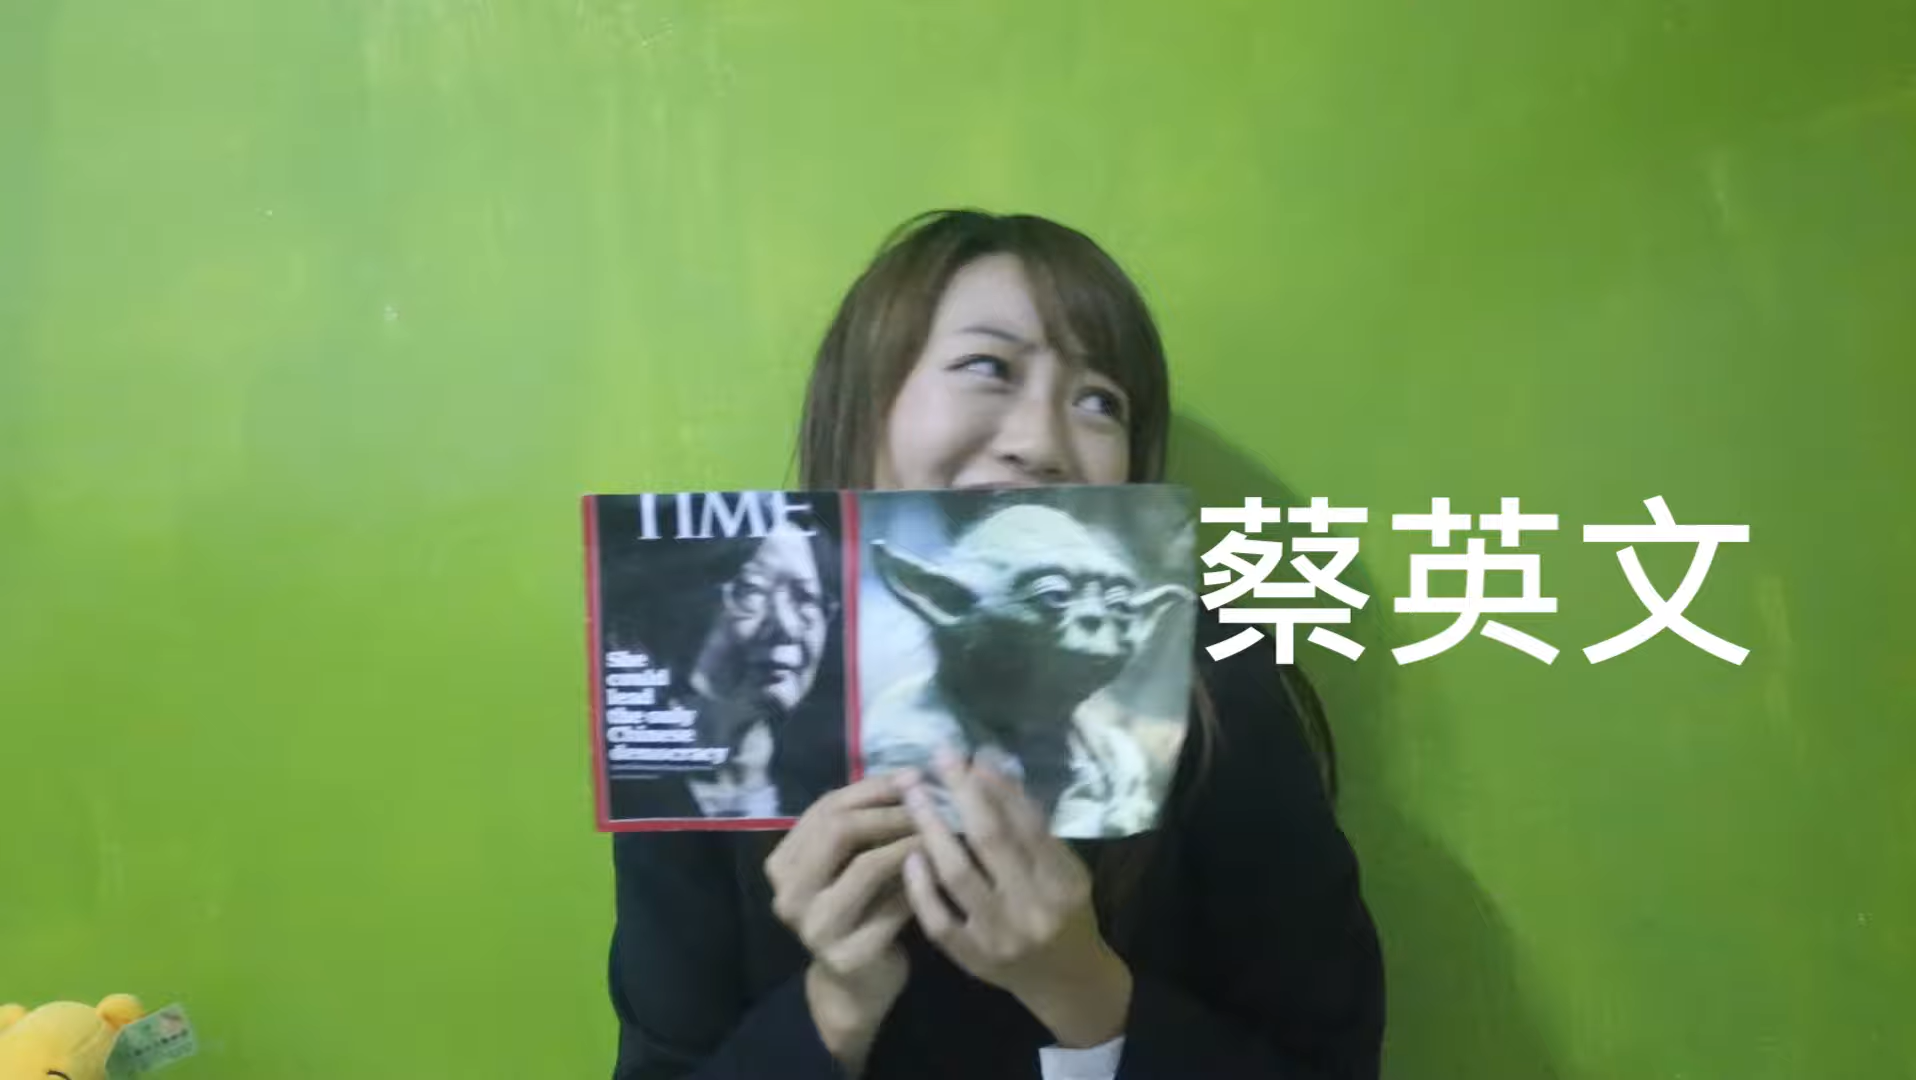 TIME
She
could
lead
the only
Chinese
democracy
蔡英文